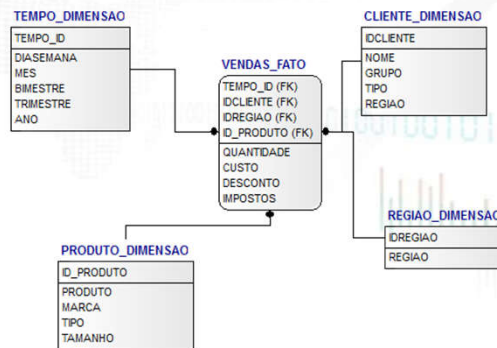 TEMPO_DIMENSAO
TEMPO_ID
DIASEMANA
MES
BIMESTRE
TRIMESTRE
ANO
VENDAS_FATO
TEMPO_ID (FK)
IDCLIENTE (FK)
IDREGIAO (FK)
ID_PRODUTO (FK)
QUANTIDADE
CUSTO
DESCONTO
IMPOSTOS
CLIENTE_DIMENSAO
IDCLIENTE
NOME
GRUPO
TIPO
REGIAO
REGIAO_DIMENSAO
IDREGIAO
REGIAO
PRODUTO_DIMENSAO
ID_PRODUTO
PRODUTO
MARCA
TIPO
TAMANHO